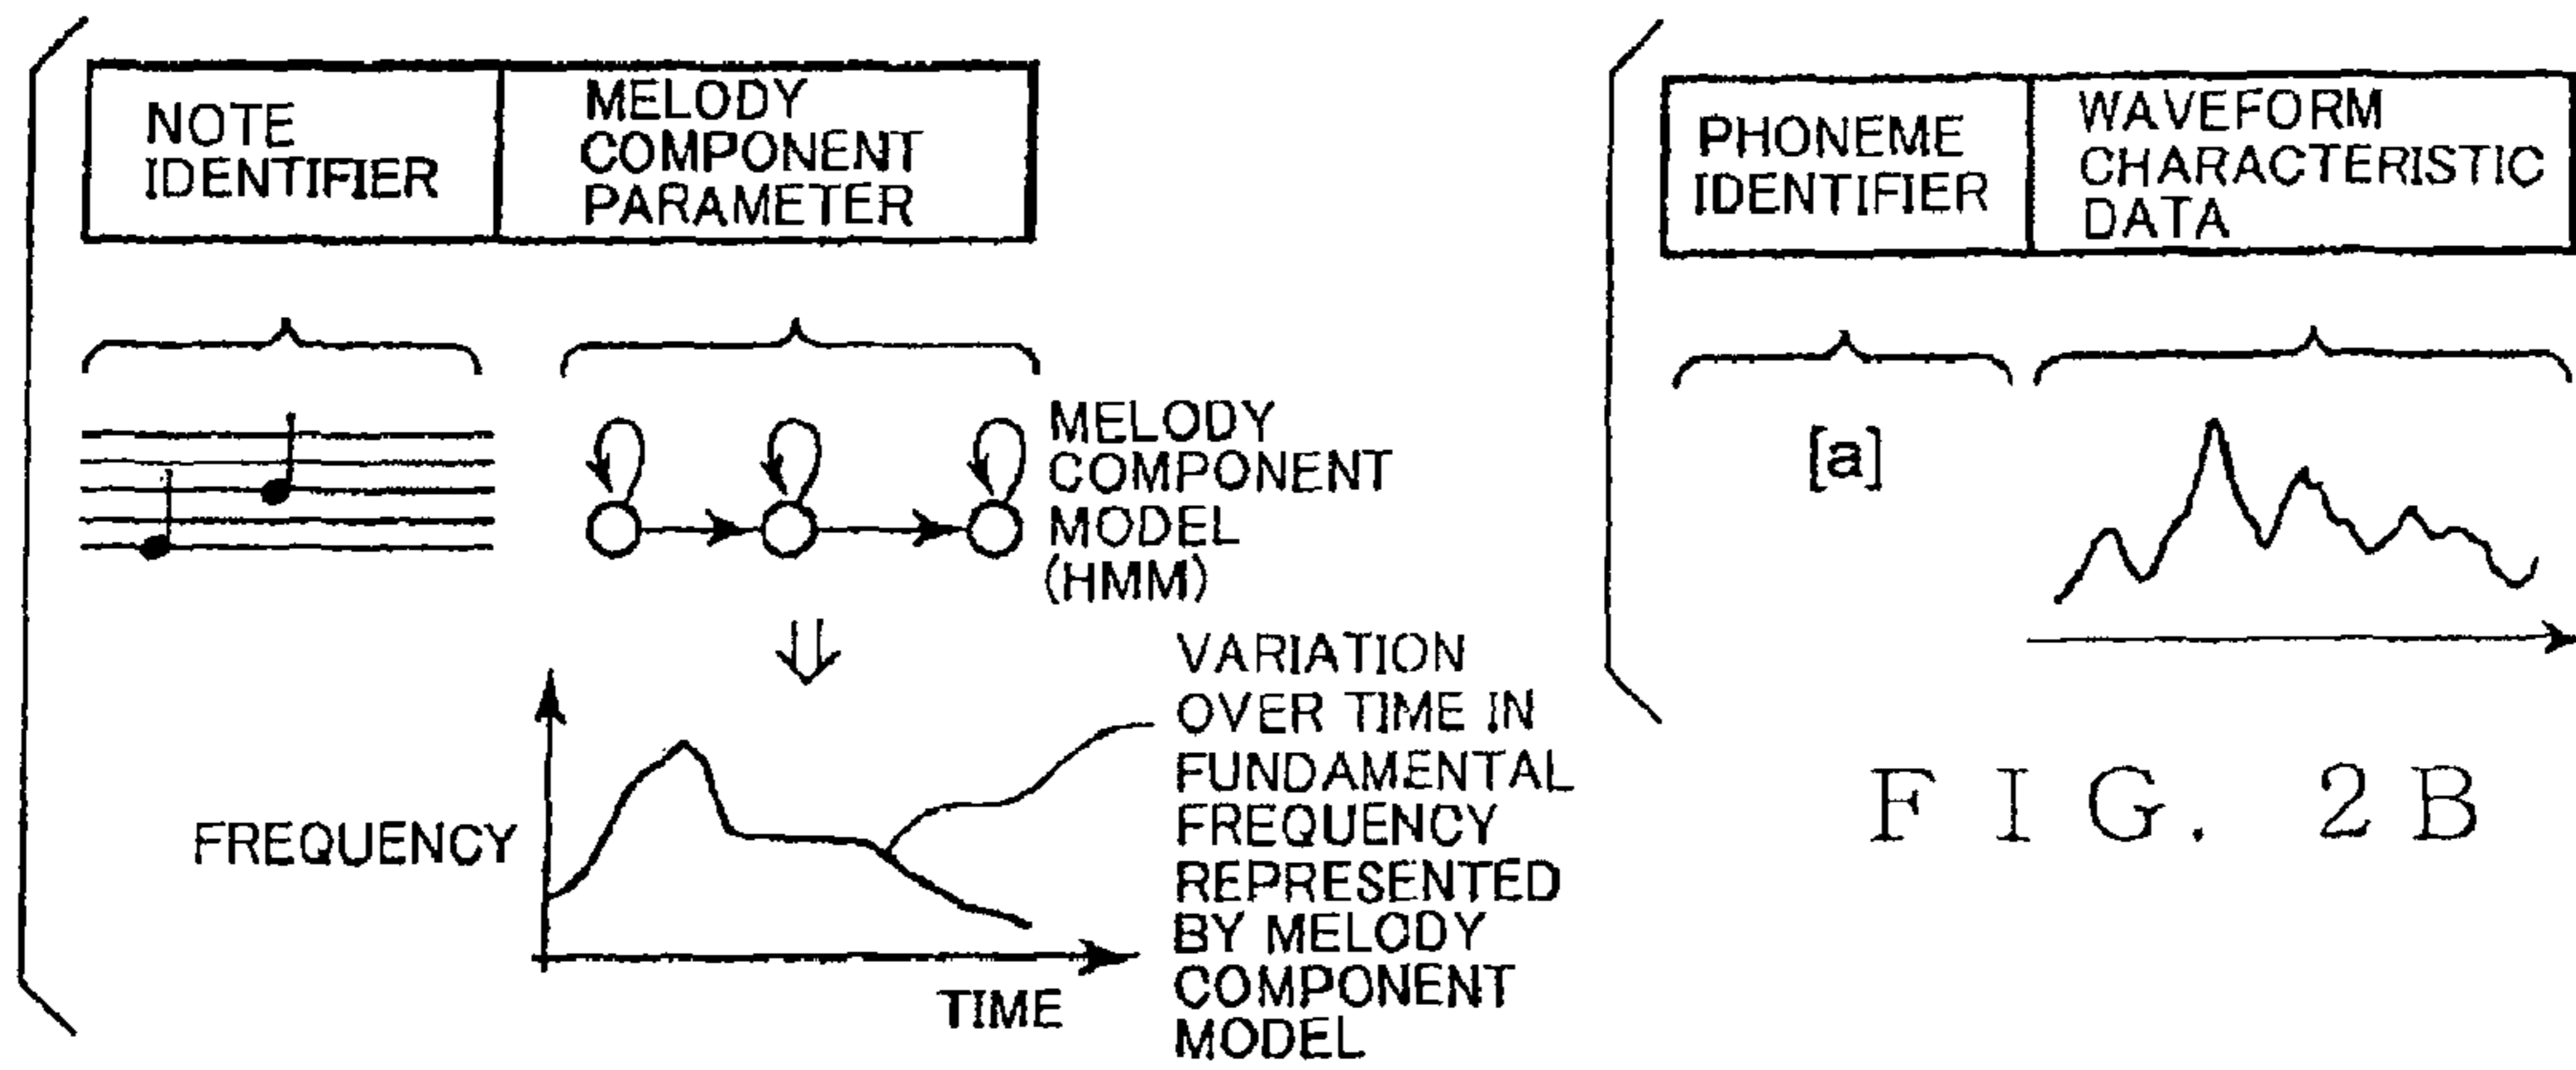 NOTE
IDENTIFIER
MELODY
COMPONENT
PARAMETER
MELODY
COMPONENT
MODEL
(HMM)
FREQUENCY
TIME
VARIATION
OVER TIME IN
FUNDAMENTAL
FREQUENCY
REPRESENTED
BY MELODY
COMPONENT
MODEL
PHONEME
IDENTIFIER
WAVEFORM
CHARACTERISTIC
DATA
[a]
FIG. 2B